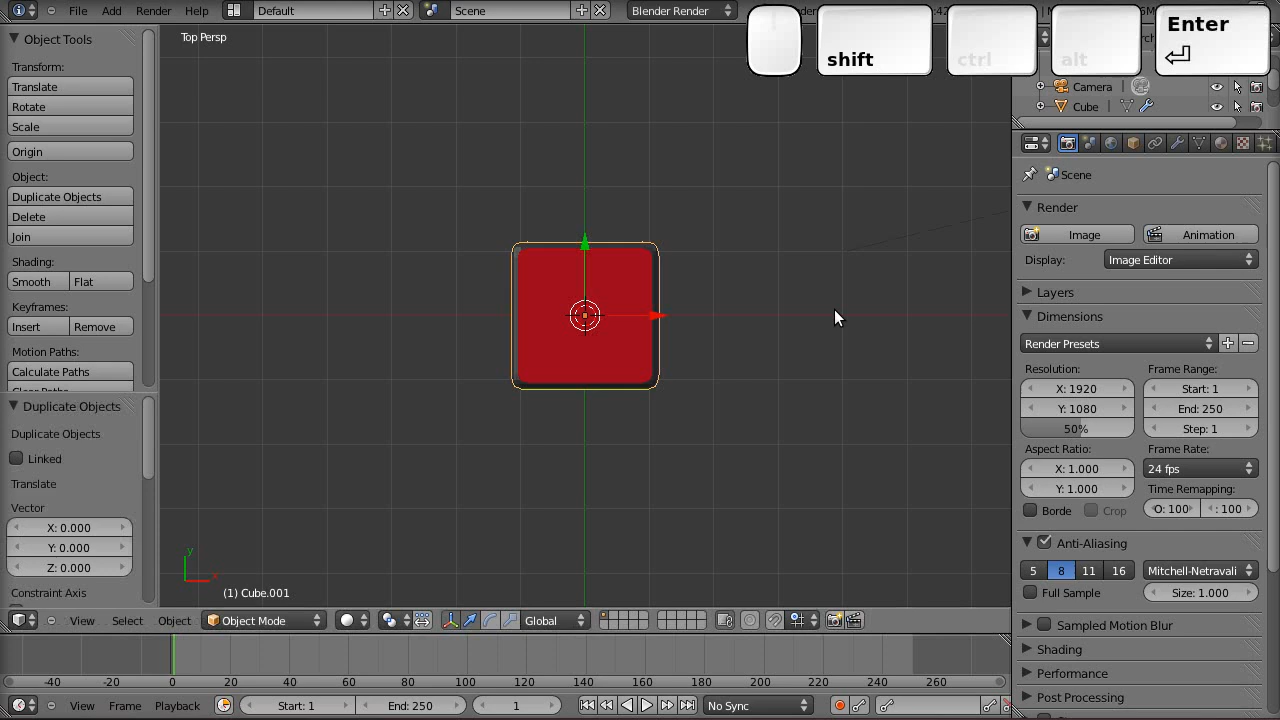 File Add Render Help Default Scene Blender Render
shift ctrl alt Enter
Object Tools
Transform:
Translate
Rotate
Scale
Origin
Object:
Duplicate Objects
Delete
Join
Shading:
Smooth Flat
Keyframes:
Insert Remove
Motion Paths:
Calculate Paths
Duplicate Objects
Duplicate Objects
Linked
Translate
Vector
X: 0.000
Y: 0.000
Z: 0.000
Constraint Axis
Top Persp
y
x
(1) Cube.001
View Select Object Object Mode Global
-40 -20 0 20 40 60 80 100 120 140 160 180 200 220 240 260
View Frame Playback Start: 1 End: 250 1 No Sync
Camera
Cube
Scene
Render
Image Animation
Display: Image Editor
Layers
Dimensions
Render Presets
Resolution: Frame Range:
X: 1920 Start: 1
Y: 1080 End: 250
50% Step: 1
Aspect Ratio: Frame Rate:
X: 1.000 24 fps
Y: 1.000 Time Remapping:
Borde Crop O: 100 : 100
Anti-Aliasing
5 8 11 16 Mitchell-Netravali
Full Sample Size: 1.000
Sampled Motion Blur
Shading
Performance
Post Processing